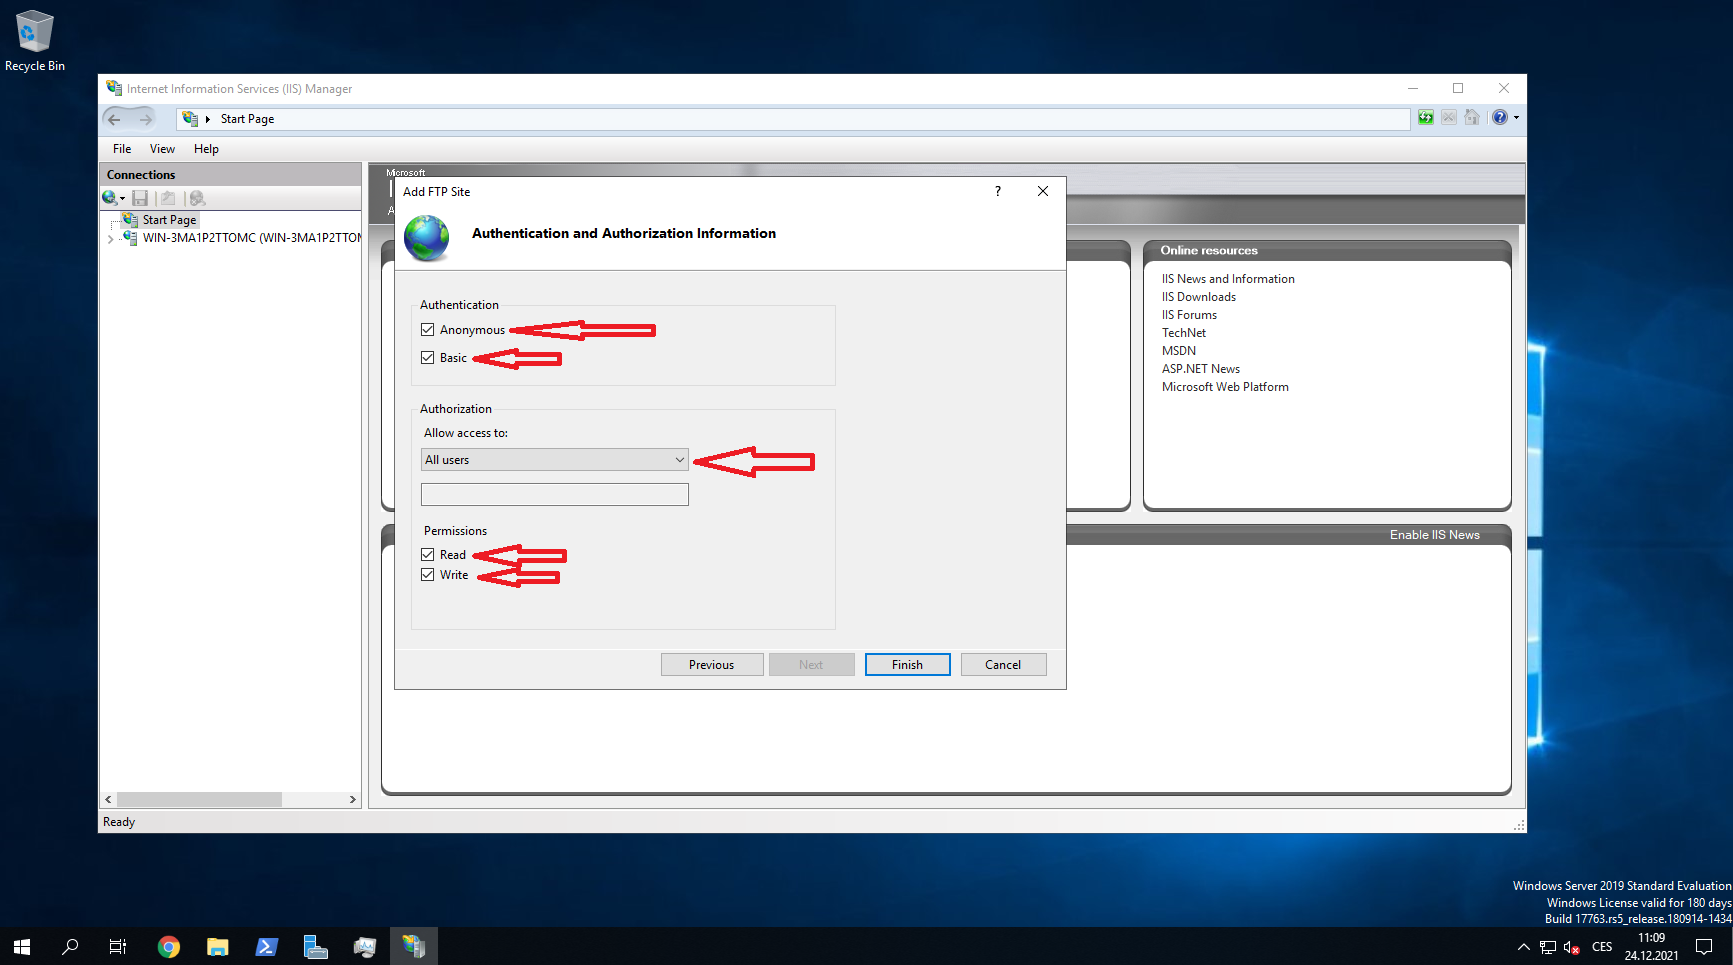 Recycle Bin
Internet Information Services (IIS) Manager
Start Page
File View Help
Connections
Start Page
WIN-3MA1P2TTOMC (WIN-3MA1P2TTOM
Microsoft
Add FTP Site
?
Authentication and Authorization Information
Authentication
Anonymous
Basic
Authorization
Allow access to:
All users
Permissions
Read
Write
Previous Next Finish Cancel
Online resources
IIS News and Information
IIS Downloads
IIS Forums
TechNet
MSDN
ASP.NET News
Microsoft Web Platform
Enable IIS News
Ready
Windows Server 2019 Standard Evaluation
Windows License valid for 180 days
Build 17763.rs5_release.180914-1434
CES
11:09
24.12.2021